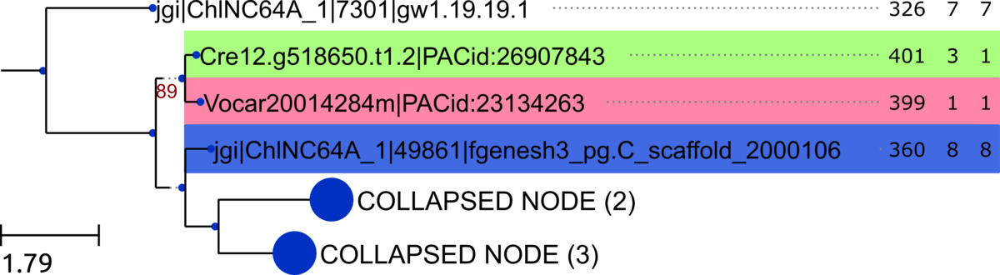 jgi|ChlNC64A_1|7301|gw1.19.19.1 326 7 7
Cre12.g518650.t1.2|PACid:26907843 401 3 1
89
Vocar20014284m|PACid:23134263 399 1 1
jgi|ChlNC64A_1|49861|fgenesh3_pg.C_scaffold_2000106 360 8 8
COLLAPSED NODE (2)
COLLAPSED NODE (3)
1.79